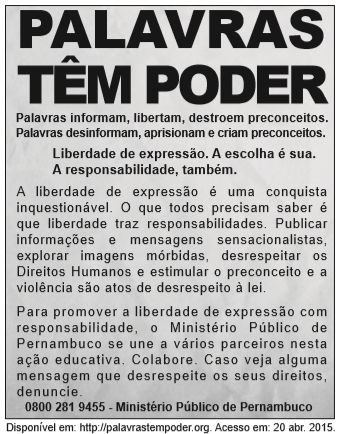 PALAVRAS
TÊM PODER
Palavras informam, libertam, destroem preconceitos.
Palavras desinformam, aprisionam e criam preconceitos.
Liberdade de expressão. A escolha é sua.
A responsabilidade, também.
A liberdade de expressão é uma conquista
inquestionável. O que todos precisam saber é
que liberdade traz responsabilidades. Publicar
informações e mensagens sensacionalistas,
explorar imagens mórbidas, desrespeitar os
Direitos Humanos e estimular o preconceito e a
violência são atos de desrespeito à lei.
Para promover a liberdade de expressão com
responsabilidade, o Ministério Público de
Pernambuco se une a vários parceiros nesta
ação educativa. Colabore. Caso veja alguma
mensagem que desrespeite os seus direitos,
denuncie.
0800 281 9455 - Ministério Público de Pernambuco
Disponível em: http://palavrastempoder.org. Acesso em: 20 abr. 2015.